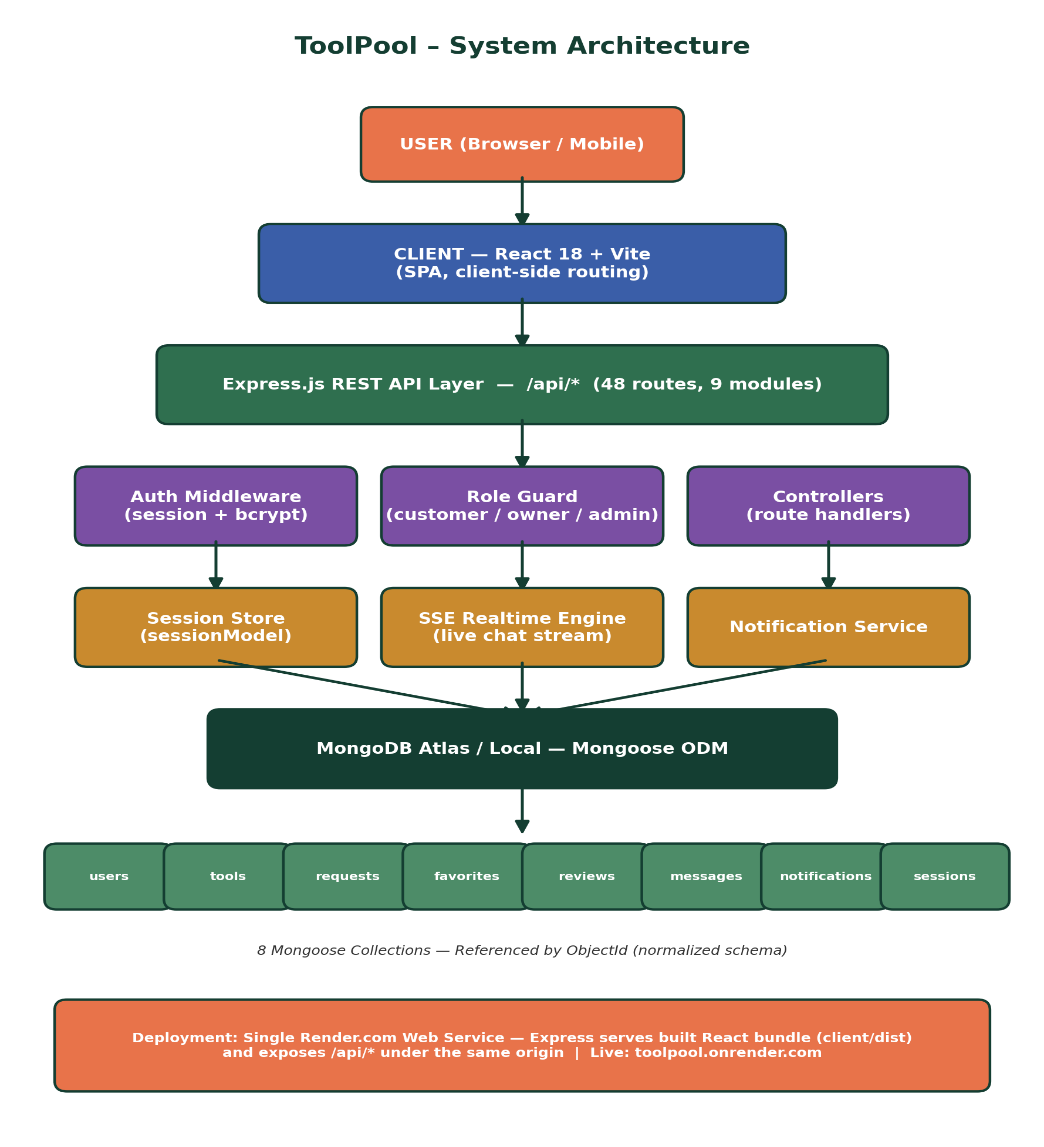 ToolPool – System Architecture
USER (Browser / Mobile)
CLIENT — React 18 + Vite
(SPA, client-side routing)
Express.js REST API Layer — /api/* (48 routes, 9 modules)
Auth Middleware
(session + bcrypt)
Role Guard
(customer / owner / admin)
Controllers
(route handlers)
Session Store
(sessionModel)
SSE Realtime Engine
(live chat stream)
Notification Service
MongoDB Atlas / Local — Mongoose ODM
users
tools
requests
favorites
reviews
messages
notifications
sessions
8 Mongoose Collections — Referenced by ObjectId (normalized schema)
Deployment: Single Render.com Web Service — Express serves built React bundle (client/dist)
and exposes /api/* under the same origin | Live: toolpool.onrender.com